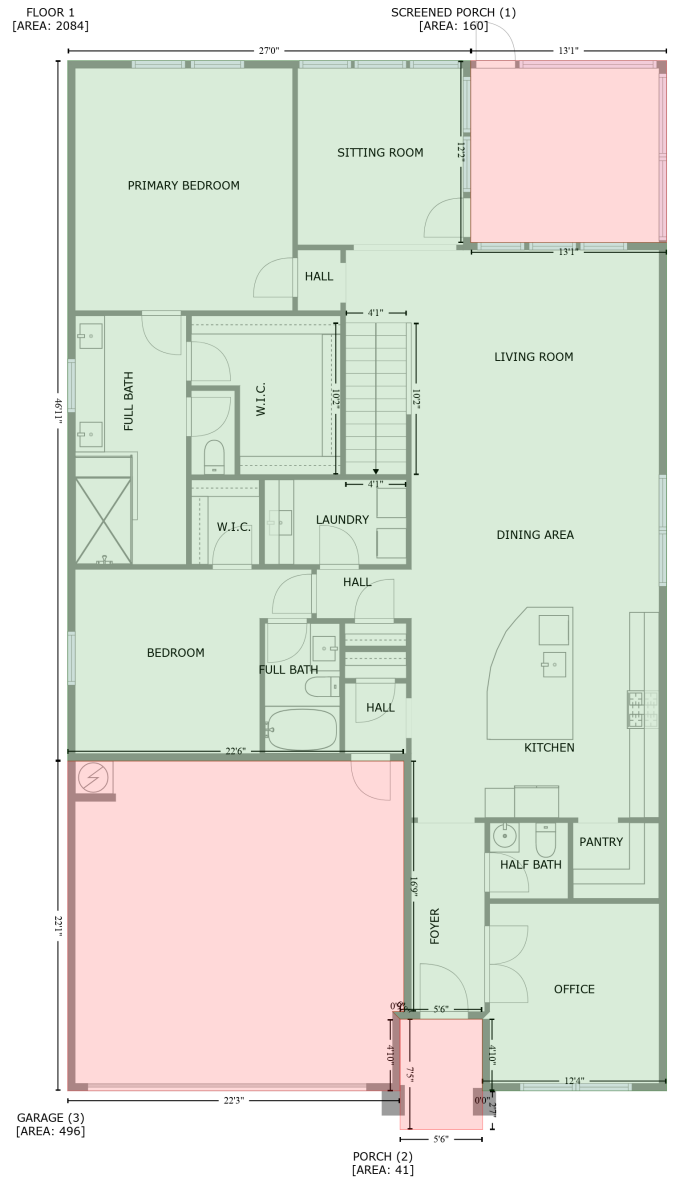 FLOOR 1
[AREA: 2084]
SCREENED PORCH (1)
[AREA: 160]
27'0"
13'1"
SITTING ROOM
12'2"
PRIMARY BEDROOM
13'1"
HALL
4'1"
LIVING ROOM
FULL BATH
W.I.C.
10'2"
10'2"
46'11"
4'1"
W.I.C.
LAUNDRY
DINING AREA
HALL
BEDROOM
FULL BATH
HALL
22'6"
KITCHEN
PANTRY
HALF BATH
16'9"
FOYER
22'1"
OFFICE
5'6"
4'10"
7'5"
4'10"
12'4"
22'3"
0'0"
2'7"
GARAGE (3)
[AREA: 496]
5'6"
PORCH (2)
[AREA: 41]